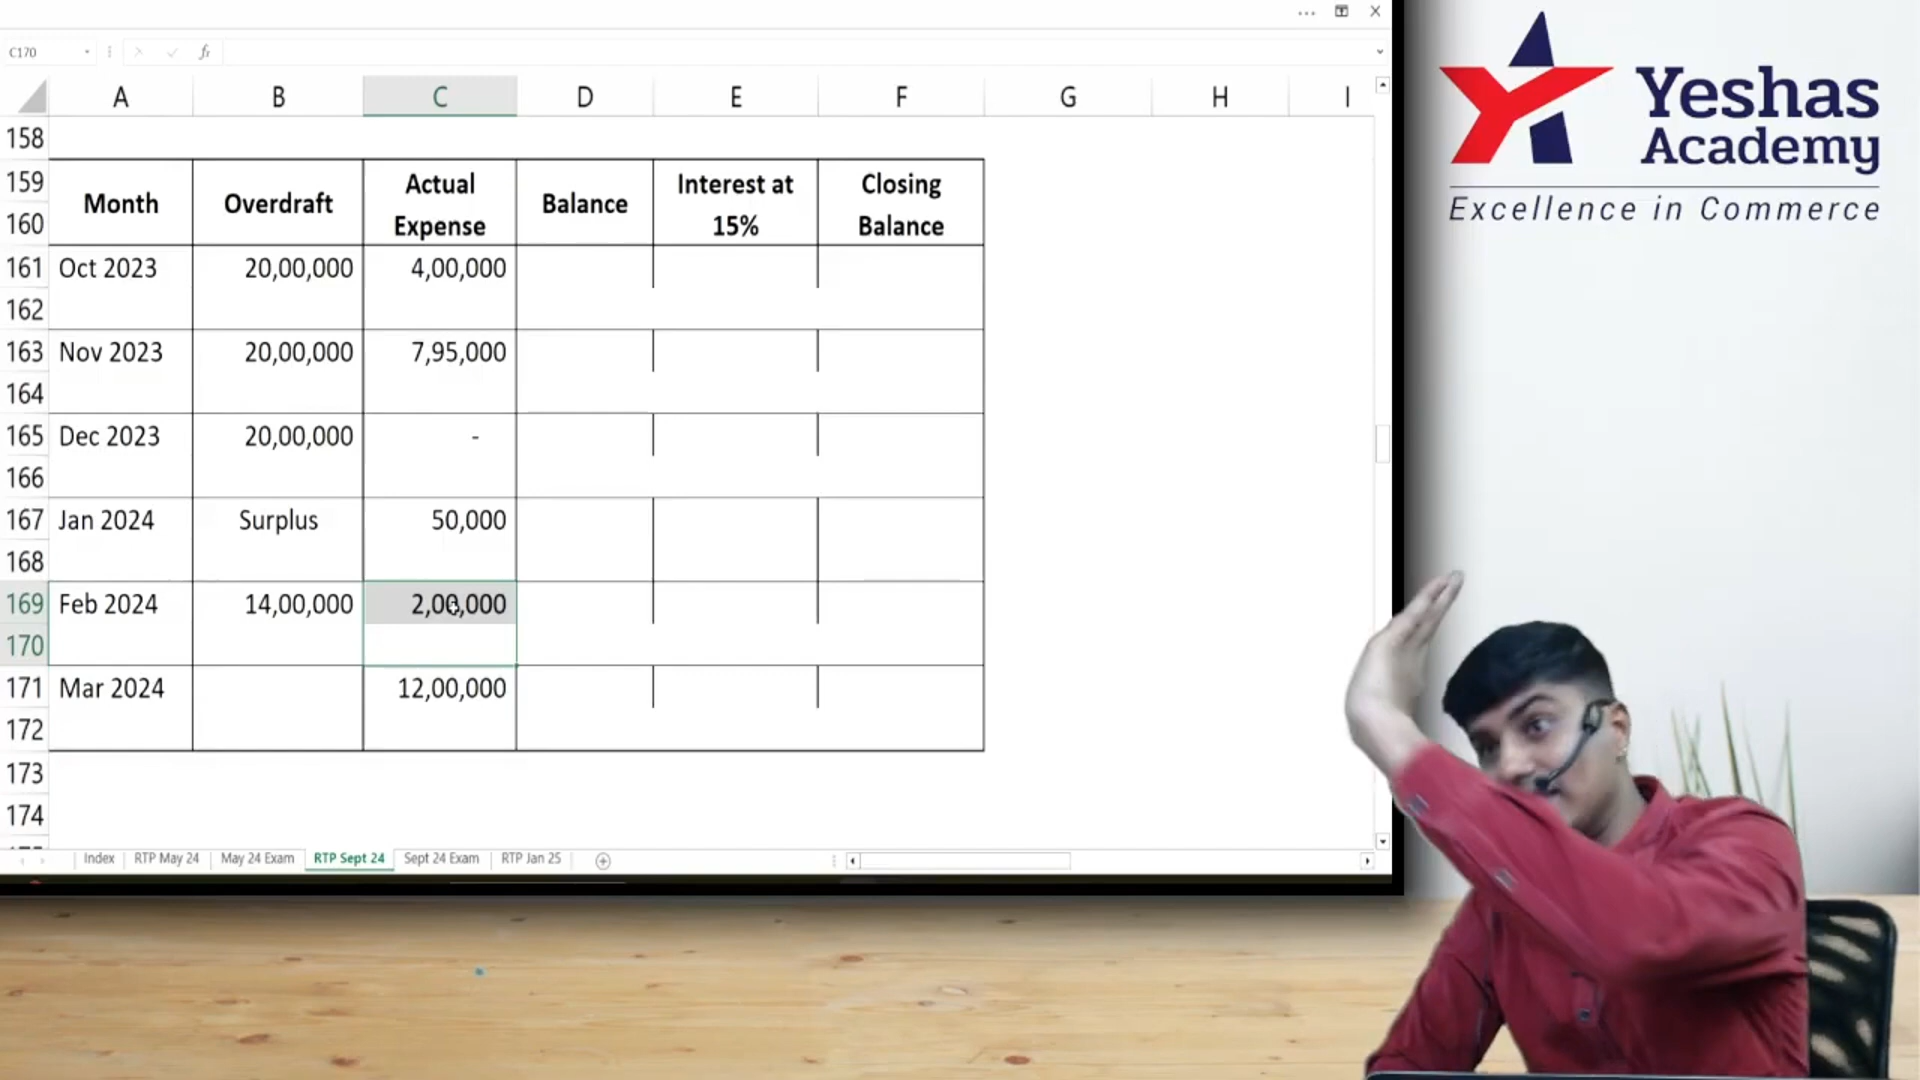 C170 fx
A B C D E F G H I
158
159 Month Overdraft Actual Balance Interest at Closing
160 Expense 15% Balance
161 Oct 2023 20,00,000 4,00,000
162
163 Nov 2023 20,00,000 7,95,000
164
165 Dec 2023 20,00,000 -
166
167 Jan 2024 Surplus 50,000
168
169 Feb 2024 14,00,000 2,00,000
170
171 Mar 2024 12,00,000
172
173
174
Index RTP May 24 May 24 Exam RTP Sept 24 Sept 24 Exam RTP Jan 25
Yeshas
Academy
Excellence in Commerce